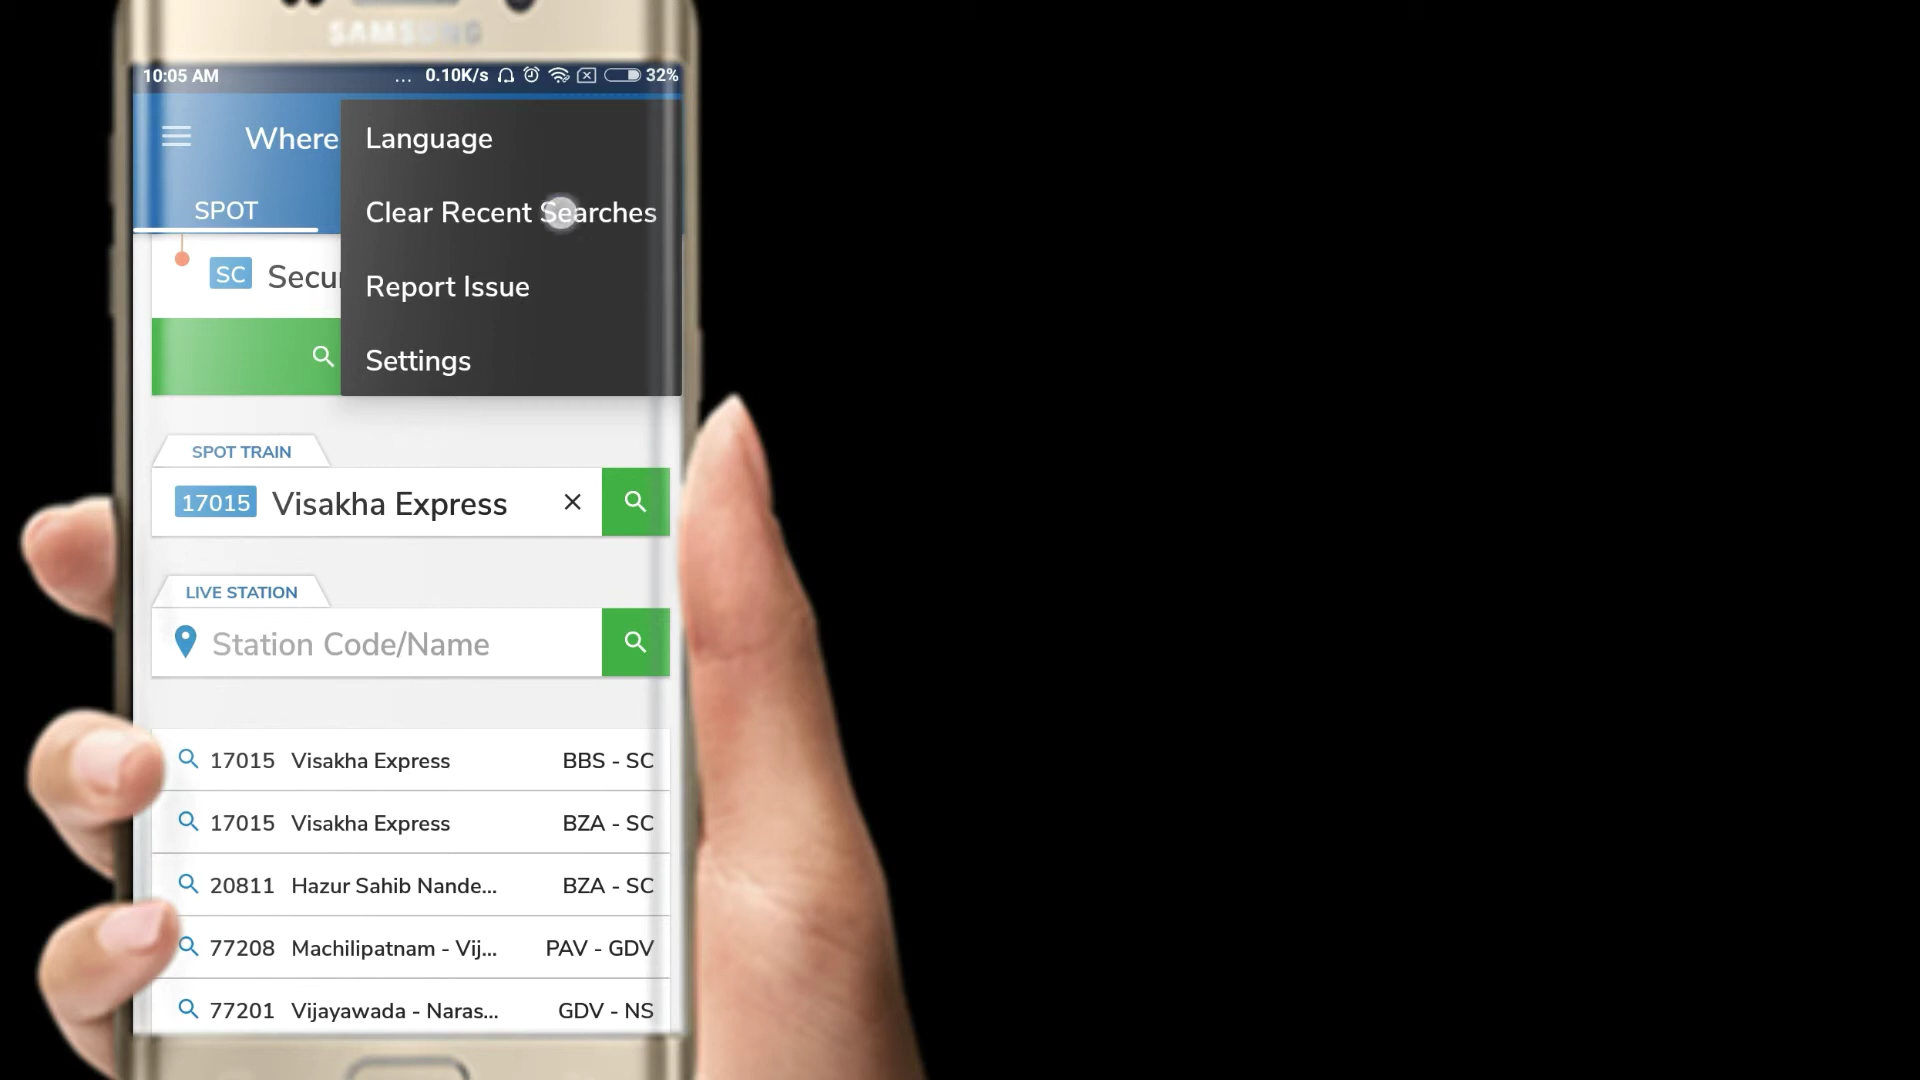 SAMSUNG
10:05 AM ... 0.10K/s 32%
Where
SPOT
Language
Clear Recent Searches
Report Issue
Settings
SC Secu
SPOT TRAIN
17015 Visakha Express
LIVE STATION
Station Code/Name
17015 Visakha Express BBS - SC
17015 Visakha Express BZA - SC
20811 Hazur Sahib Nande... BZA - SC
77208 Machilipatnam - Vij... PAV - GDV
77201 Vijayawada - Naras... GDV - NS